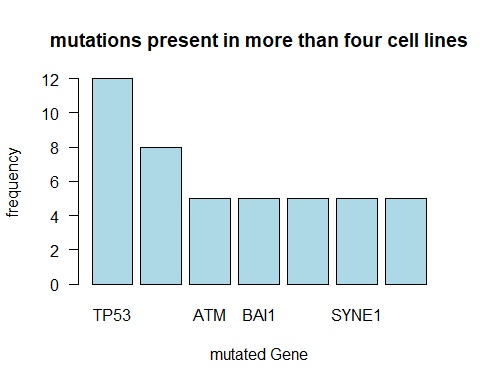 mutations present in more than four cell lines
frequency
12
10
8
6
4
2
0
TP53 ATM BAI1 SYNE1
mutated Gene